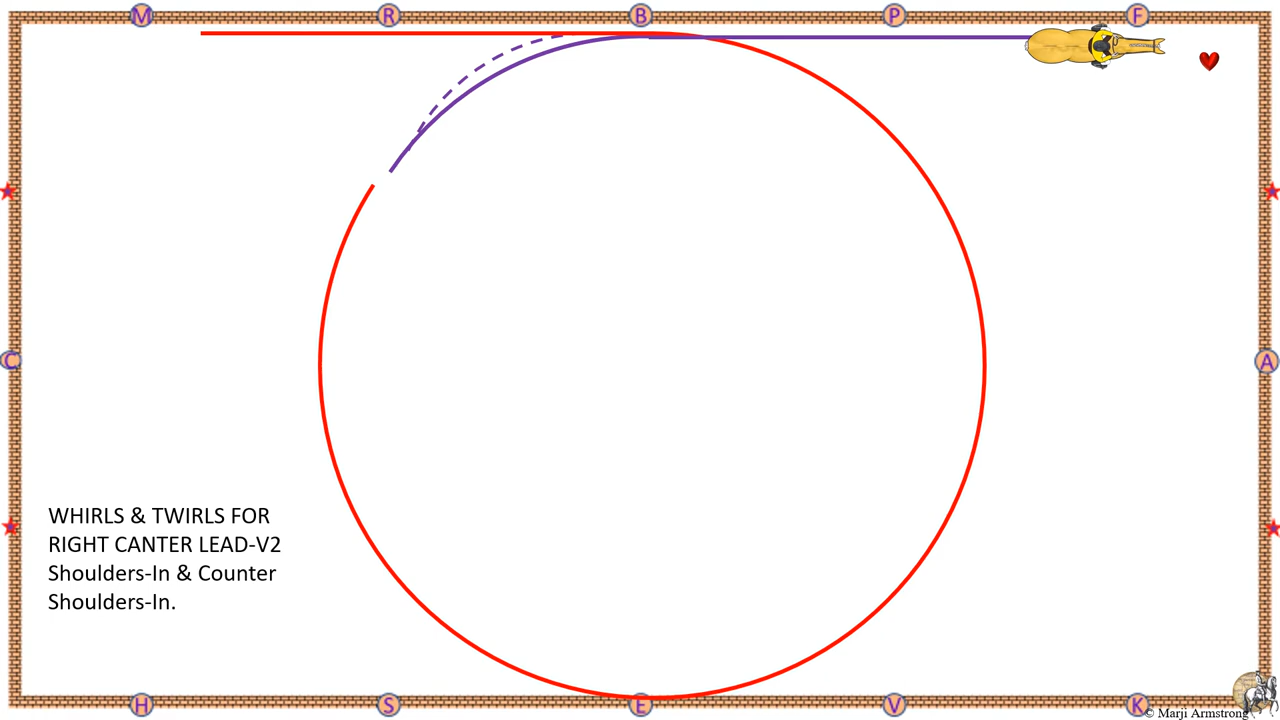 M R B P F
C A
WHIRLS & TWIRLS FOR
RIGHT CANTER LEAD-V2
Shoulders-In & Counter
Shoulders-In.
H S E V K
© Marji Armstrong